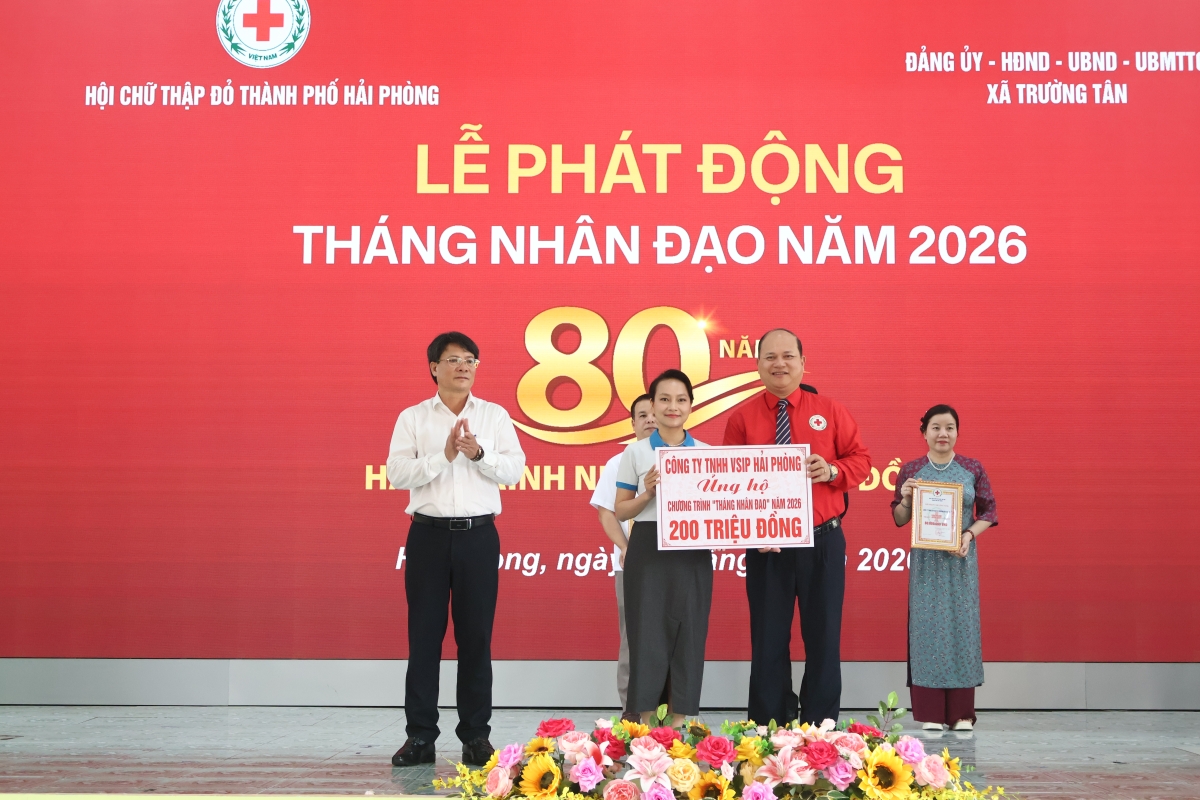 VIỆT NAM
HỘI CHỮ THẬP ĐỎ THÀNH PHỐ HẢI PHÒNG
ĐẢNG ỦY - HĐND - UBND - UBMTTQ
XÃ TRƯỜNG TÂN
LỄ PHÁT ĐỘNG
THÁNG NHÂN ĐẠO NĂM 2026
80 NĂM
CÔNG TY TNHH VSIP HẢI PHÒNG
Ủng hộ
CHƯƠNG TRÌNH "THÁNG NHÂN ĐẠO" NĂM 2026
200 TRIỆU ĐỒNG
ngày